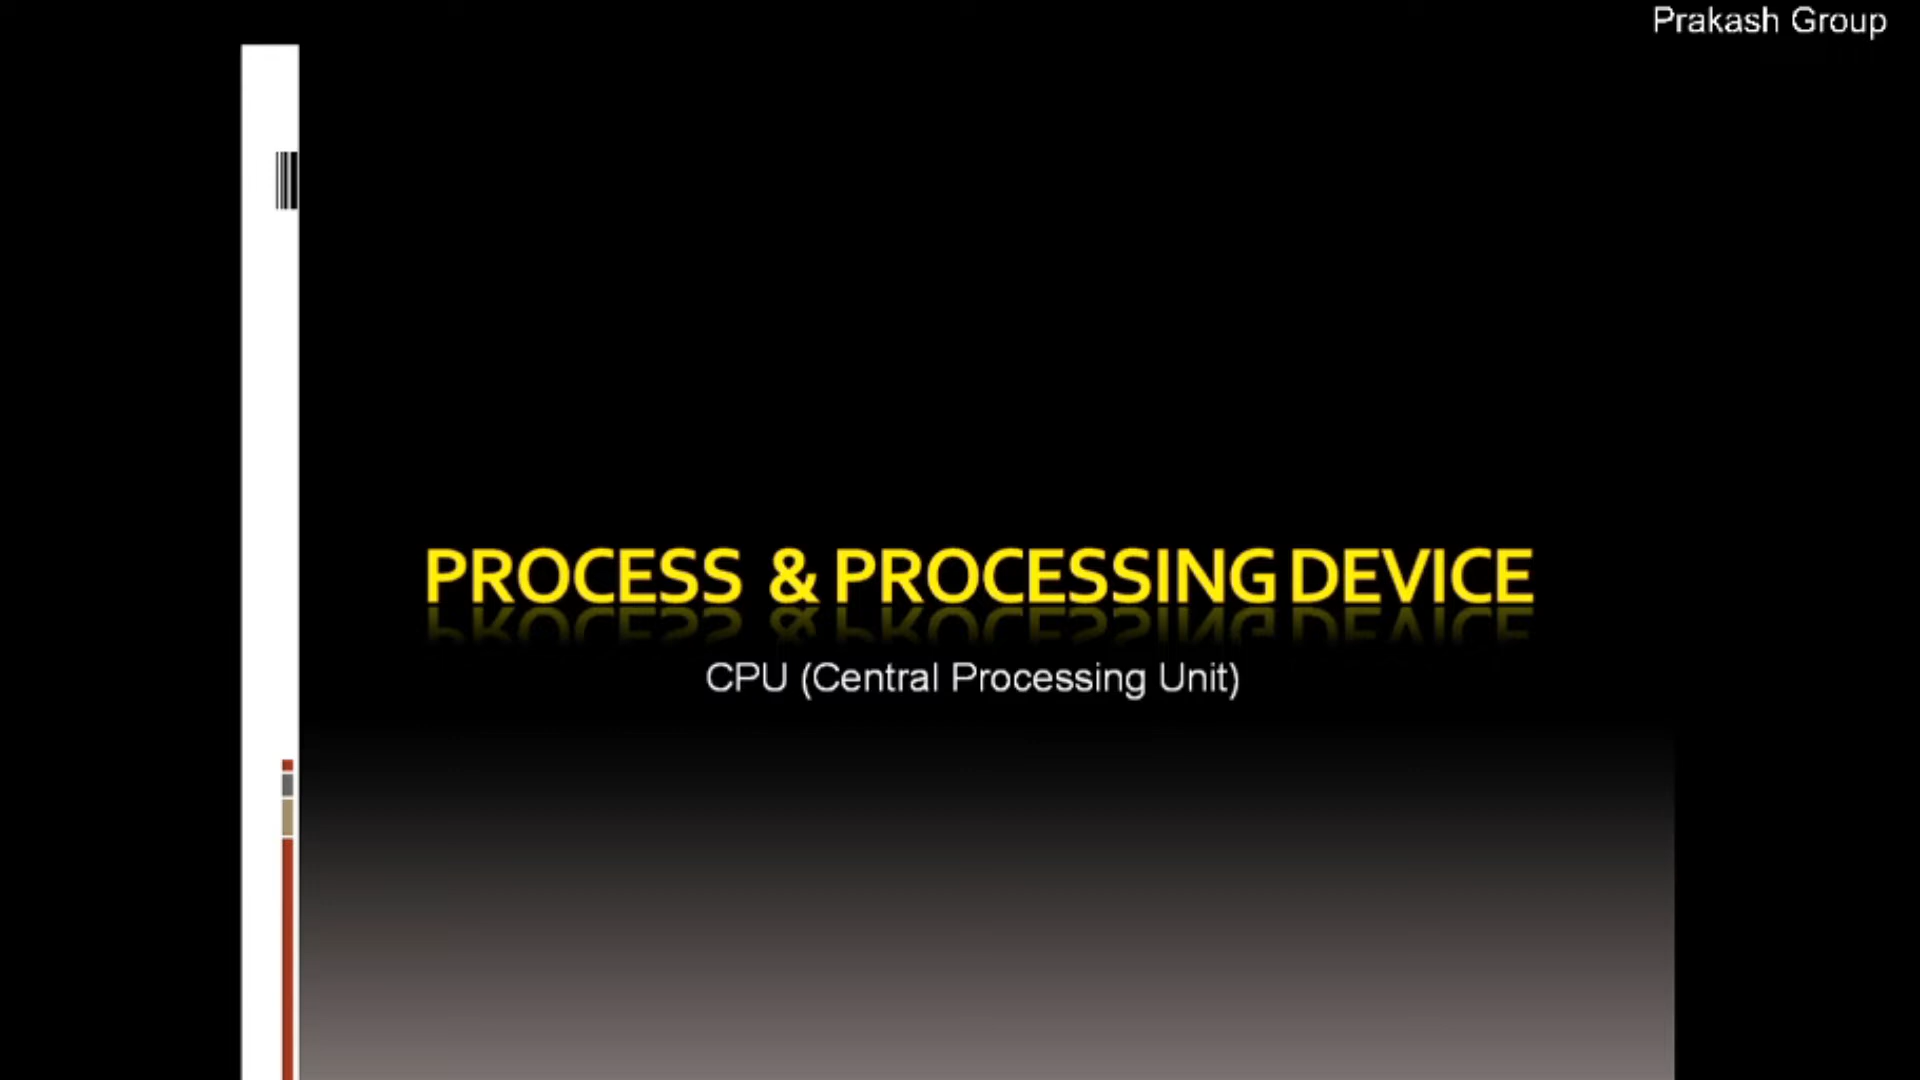 Prakash Group
PROCESS & PROCESSING DEVICE
CPU (Central Processing Unit)